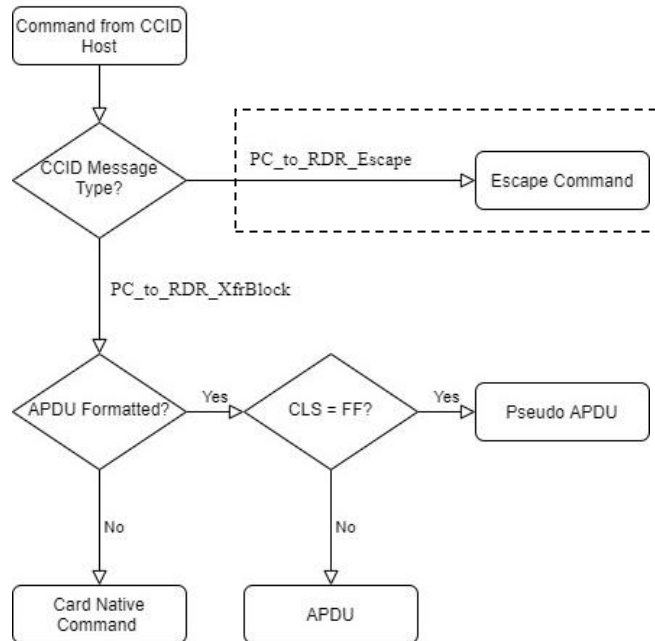 Command from CCID
Host
CCID Message
Type?
PC_to_RDR_Escape
Escape Command
PC_to_RDR_XfrBlock
APDU Formatted?
Yes
CLS = FF?
Yes
Pseudo APDU
No
No
Card Native
Command
APDU